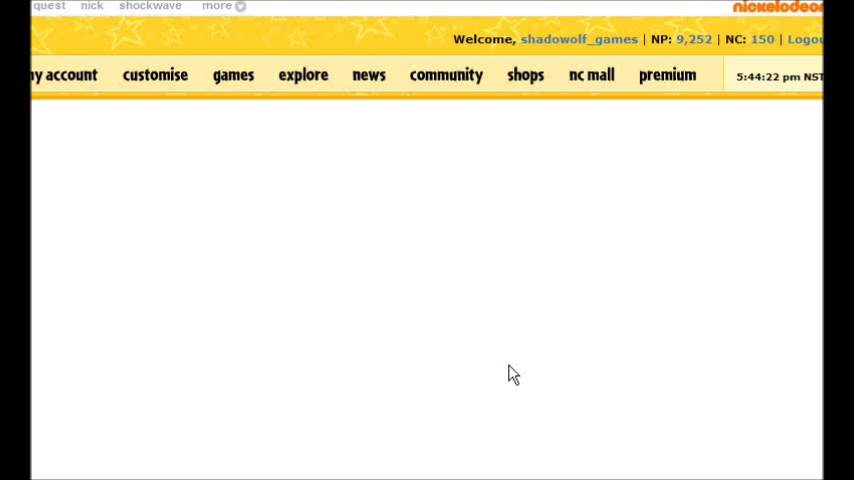 quest nick shockwave more nickelodeon
Welcome, shadowolf_games | NP: 9,252 | NC: 150 | Logou
my account customise games explore news community shops nc mall premium 5:44:22 pm NST